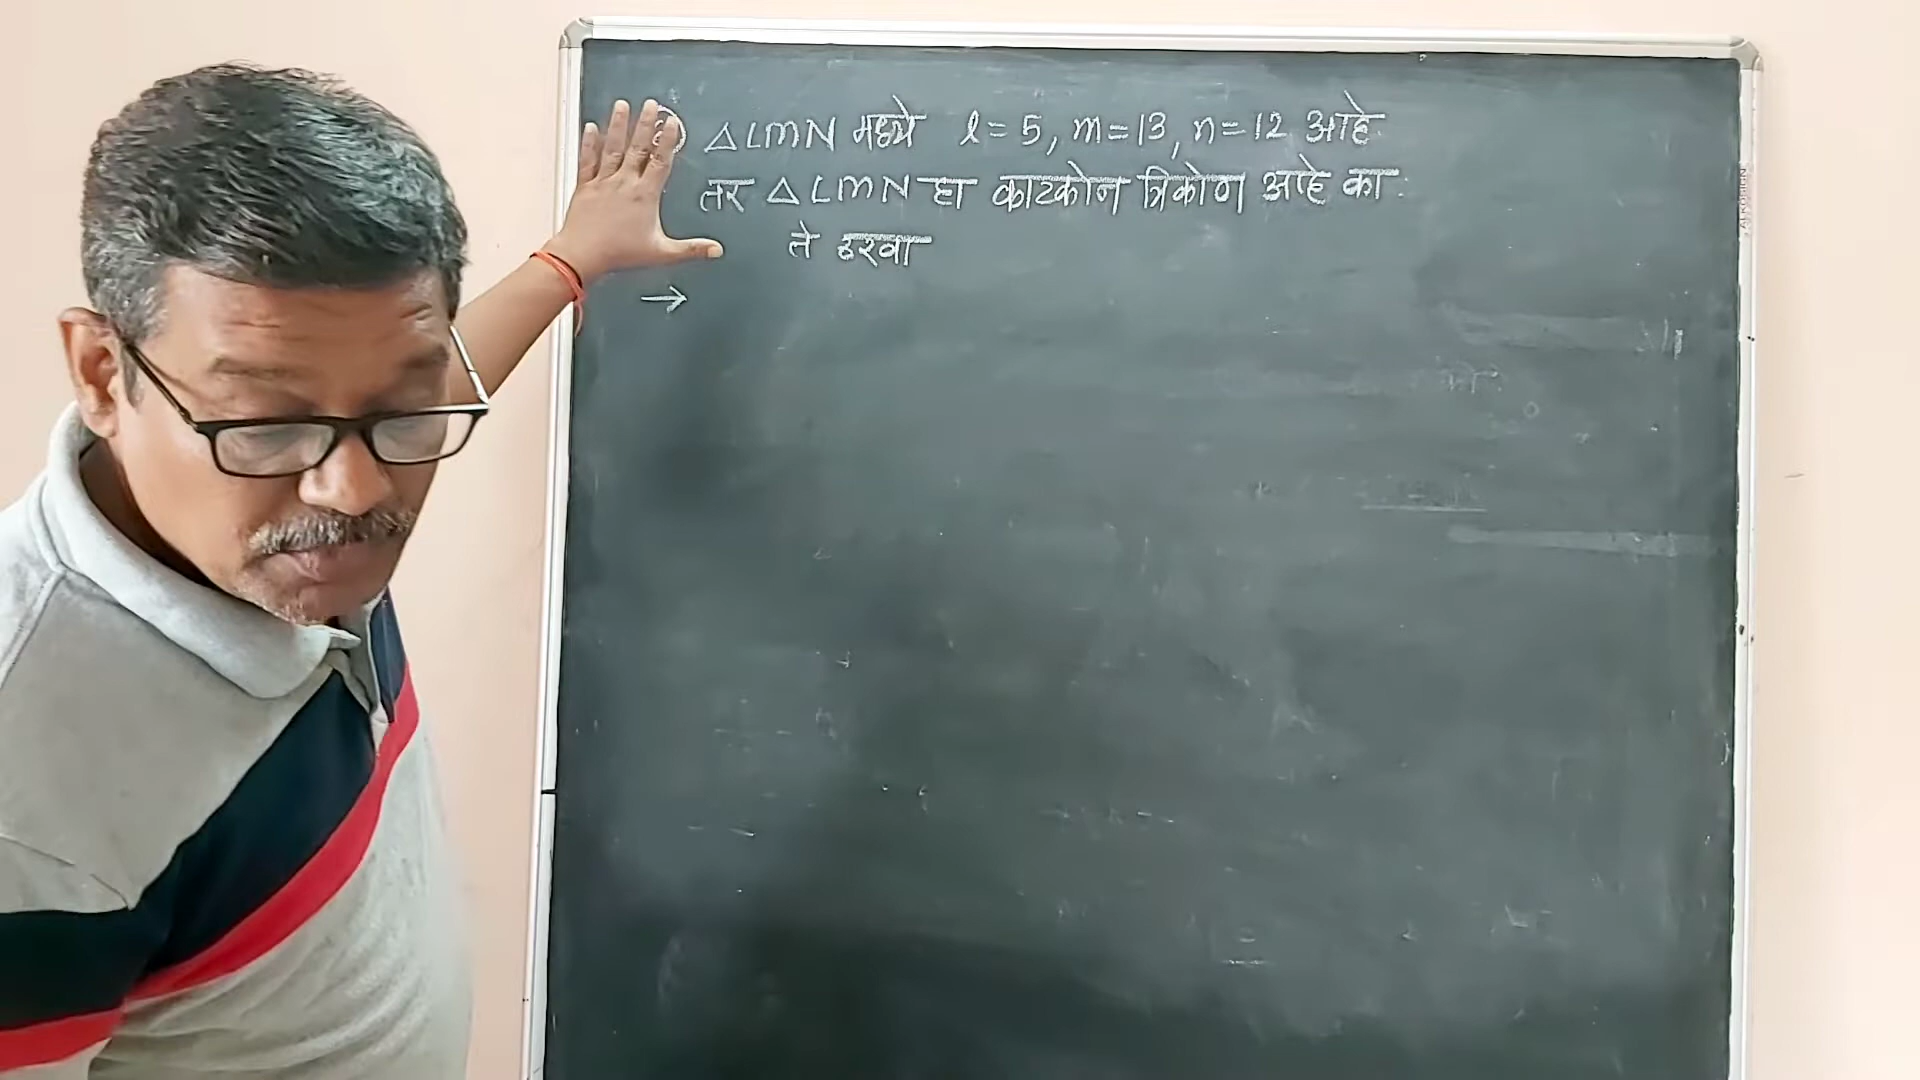 △LMN मध्ये l = 5, m = 13, n = 12 आहे
तर △LMN हा काटकोन त्रिकोण आहे का
ते ठरवा
→